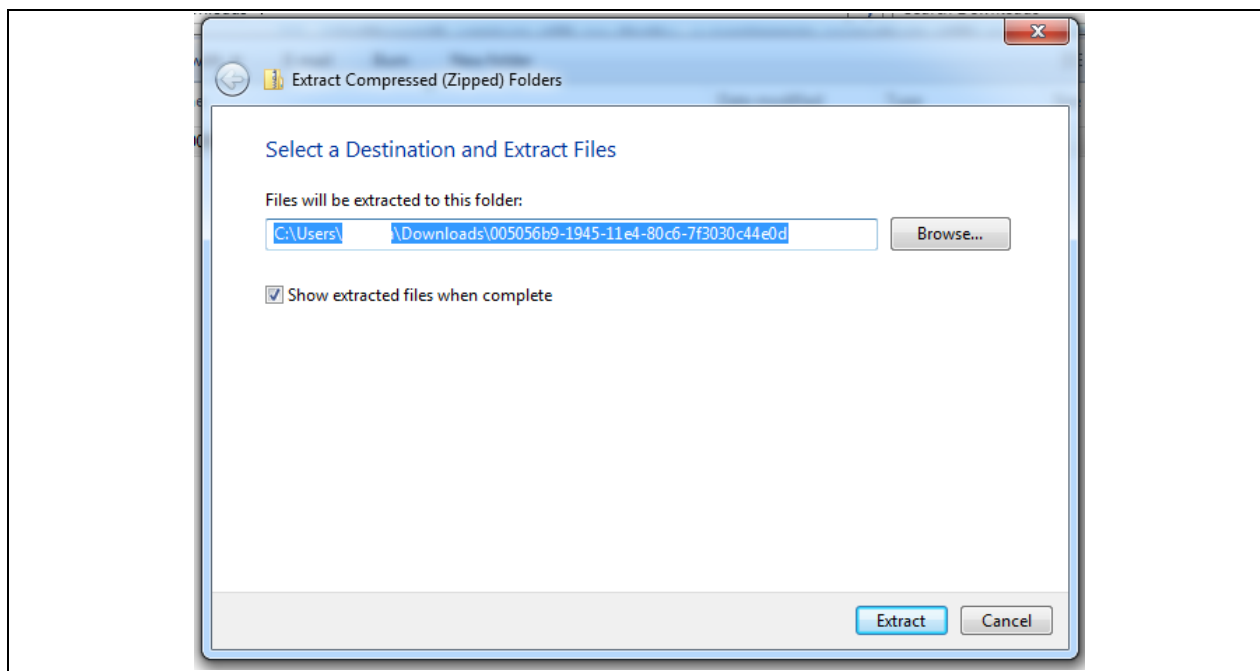 Extract Compressed (Zipped) Folders
Select a Destination and Extract Files
Files will be extracted to this folder:
C:\Users\ \Downloads\005056b9-1945-11e4-80c6-7f3030c44e0d
Browse...
Show extracted files when complete
Extract
Cancel